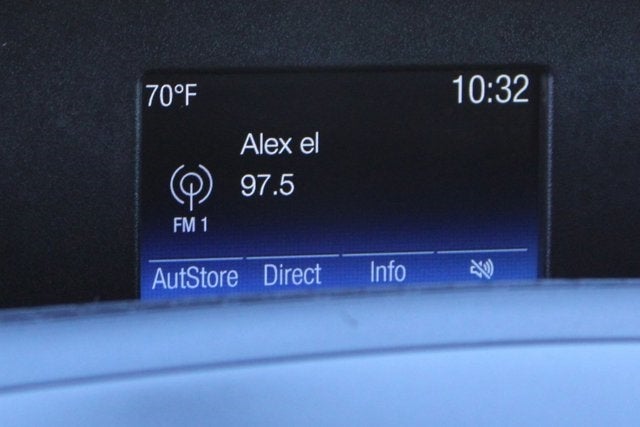 70°F 10:32
Alex el
97.5
FM 1
AutStore Direct Info